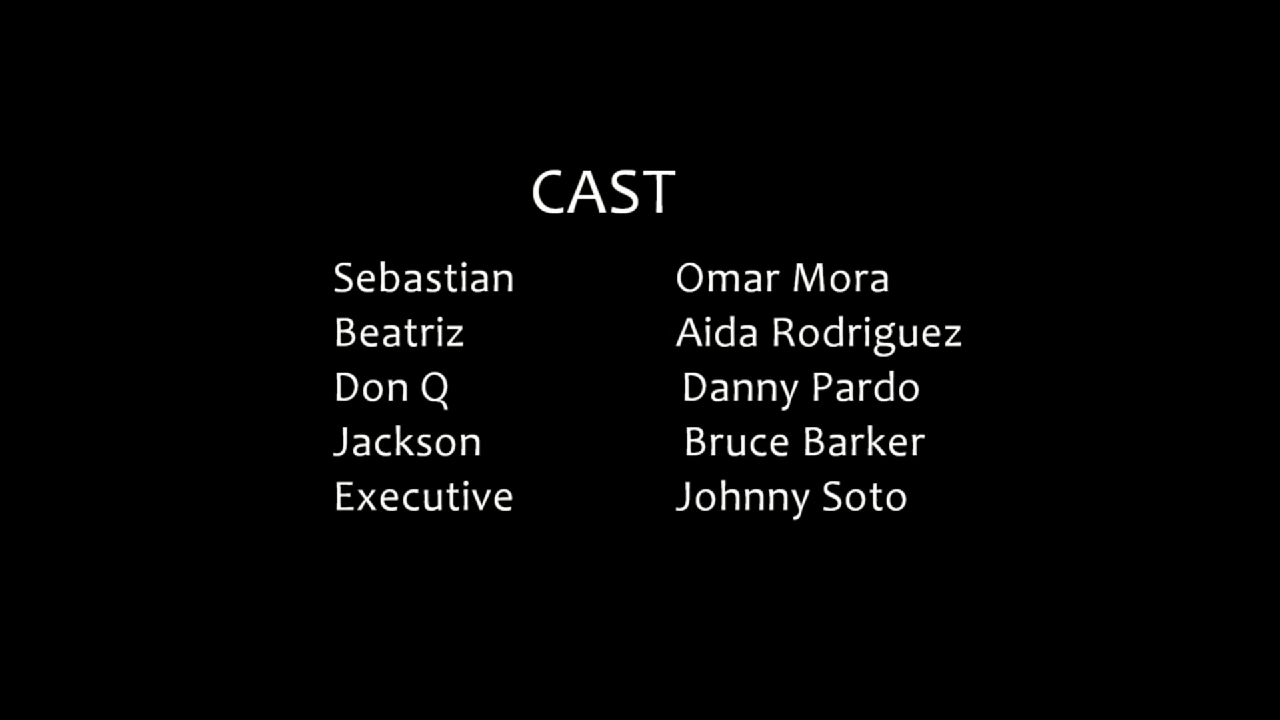 CAST
Sebastian Omar Mora
Beatriz Aida Rodriguez
Don Q Danny Pardo
Jackson Bruce Barker
Executive Johnny Soto